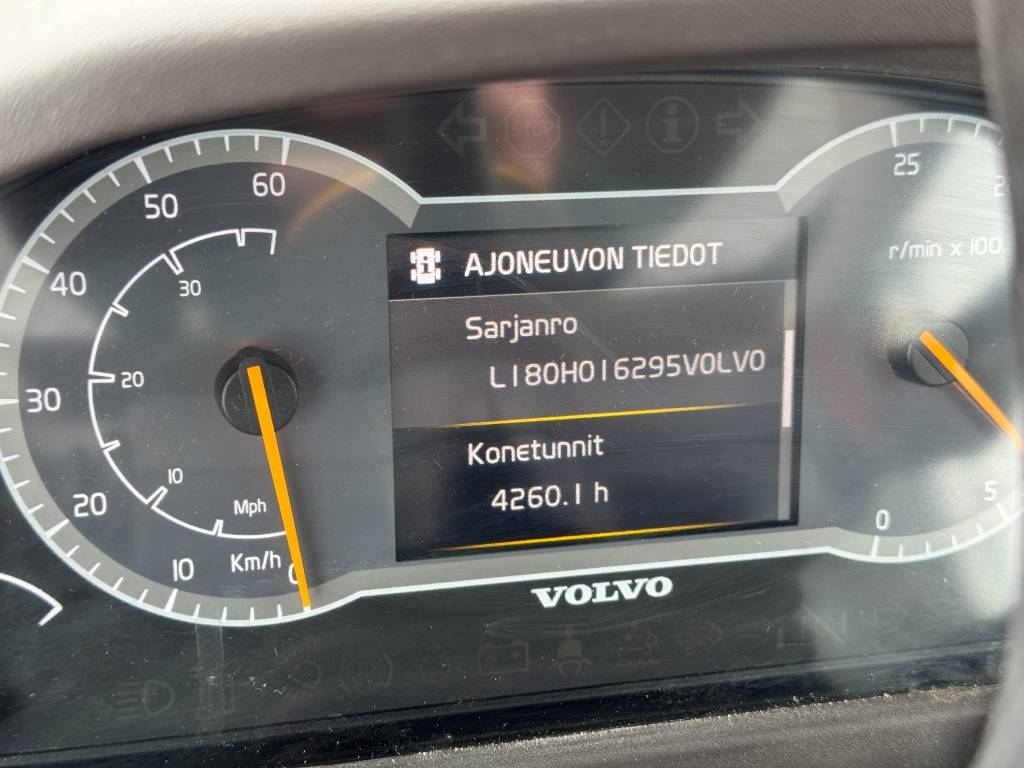 AJONEUVON TIEDOT
Sarjanro
L180H016295VOLVO
Konetunnit
4260.1 h
60
50
40
30
20
10
0
30
20
10
Mph
Km/h
25
r/min x 100
5
0
VOLVO